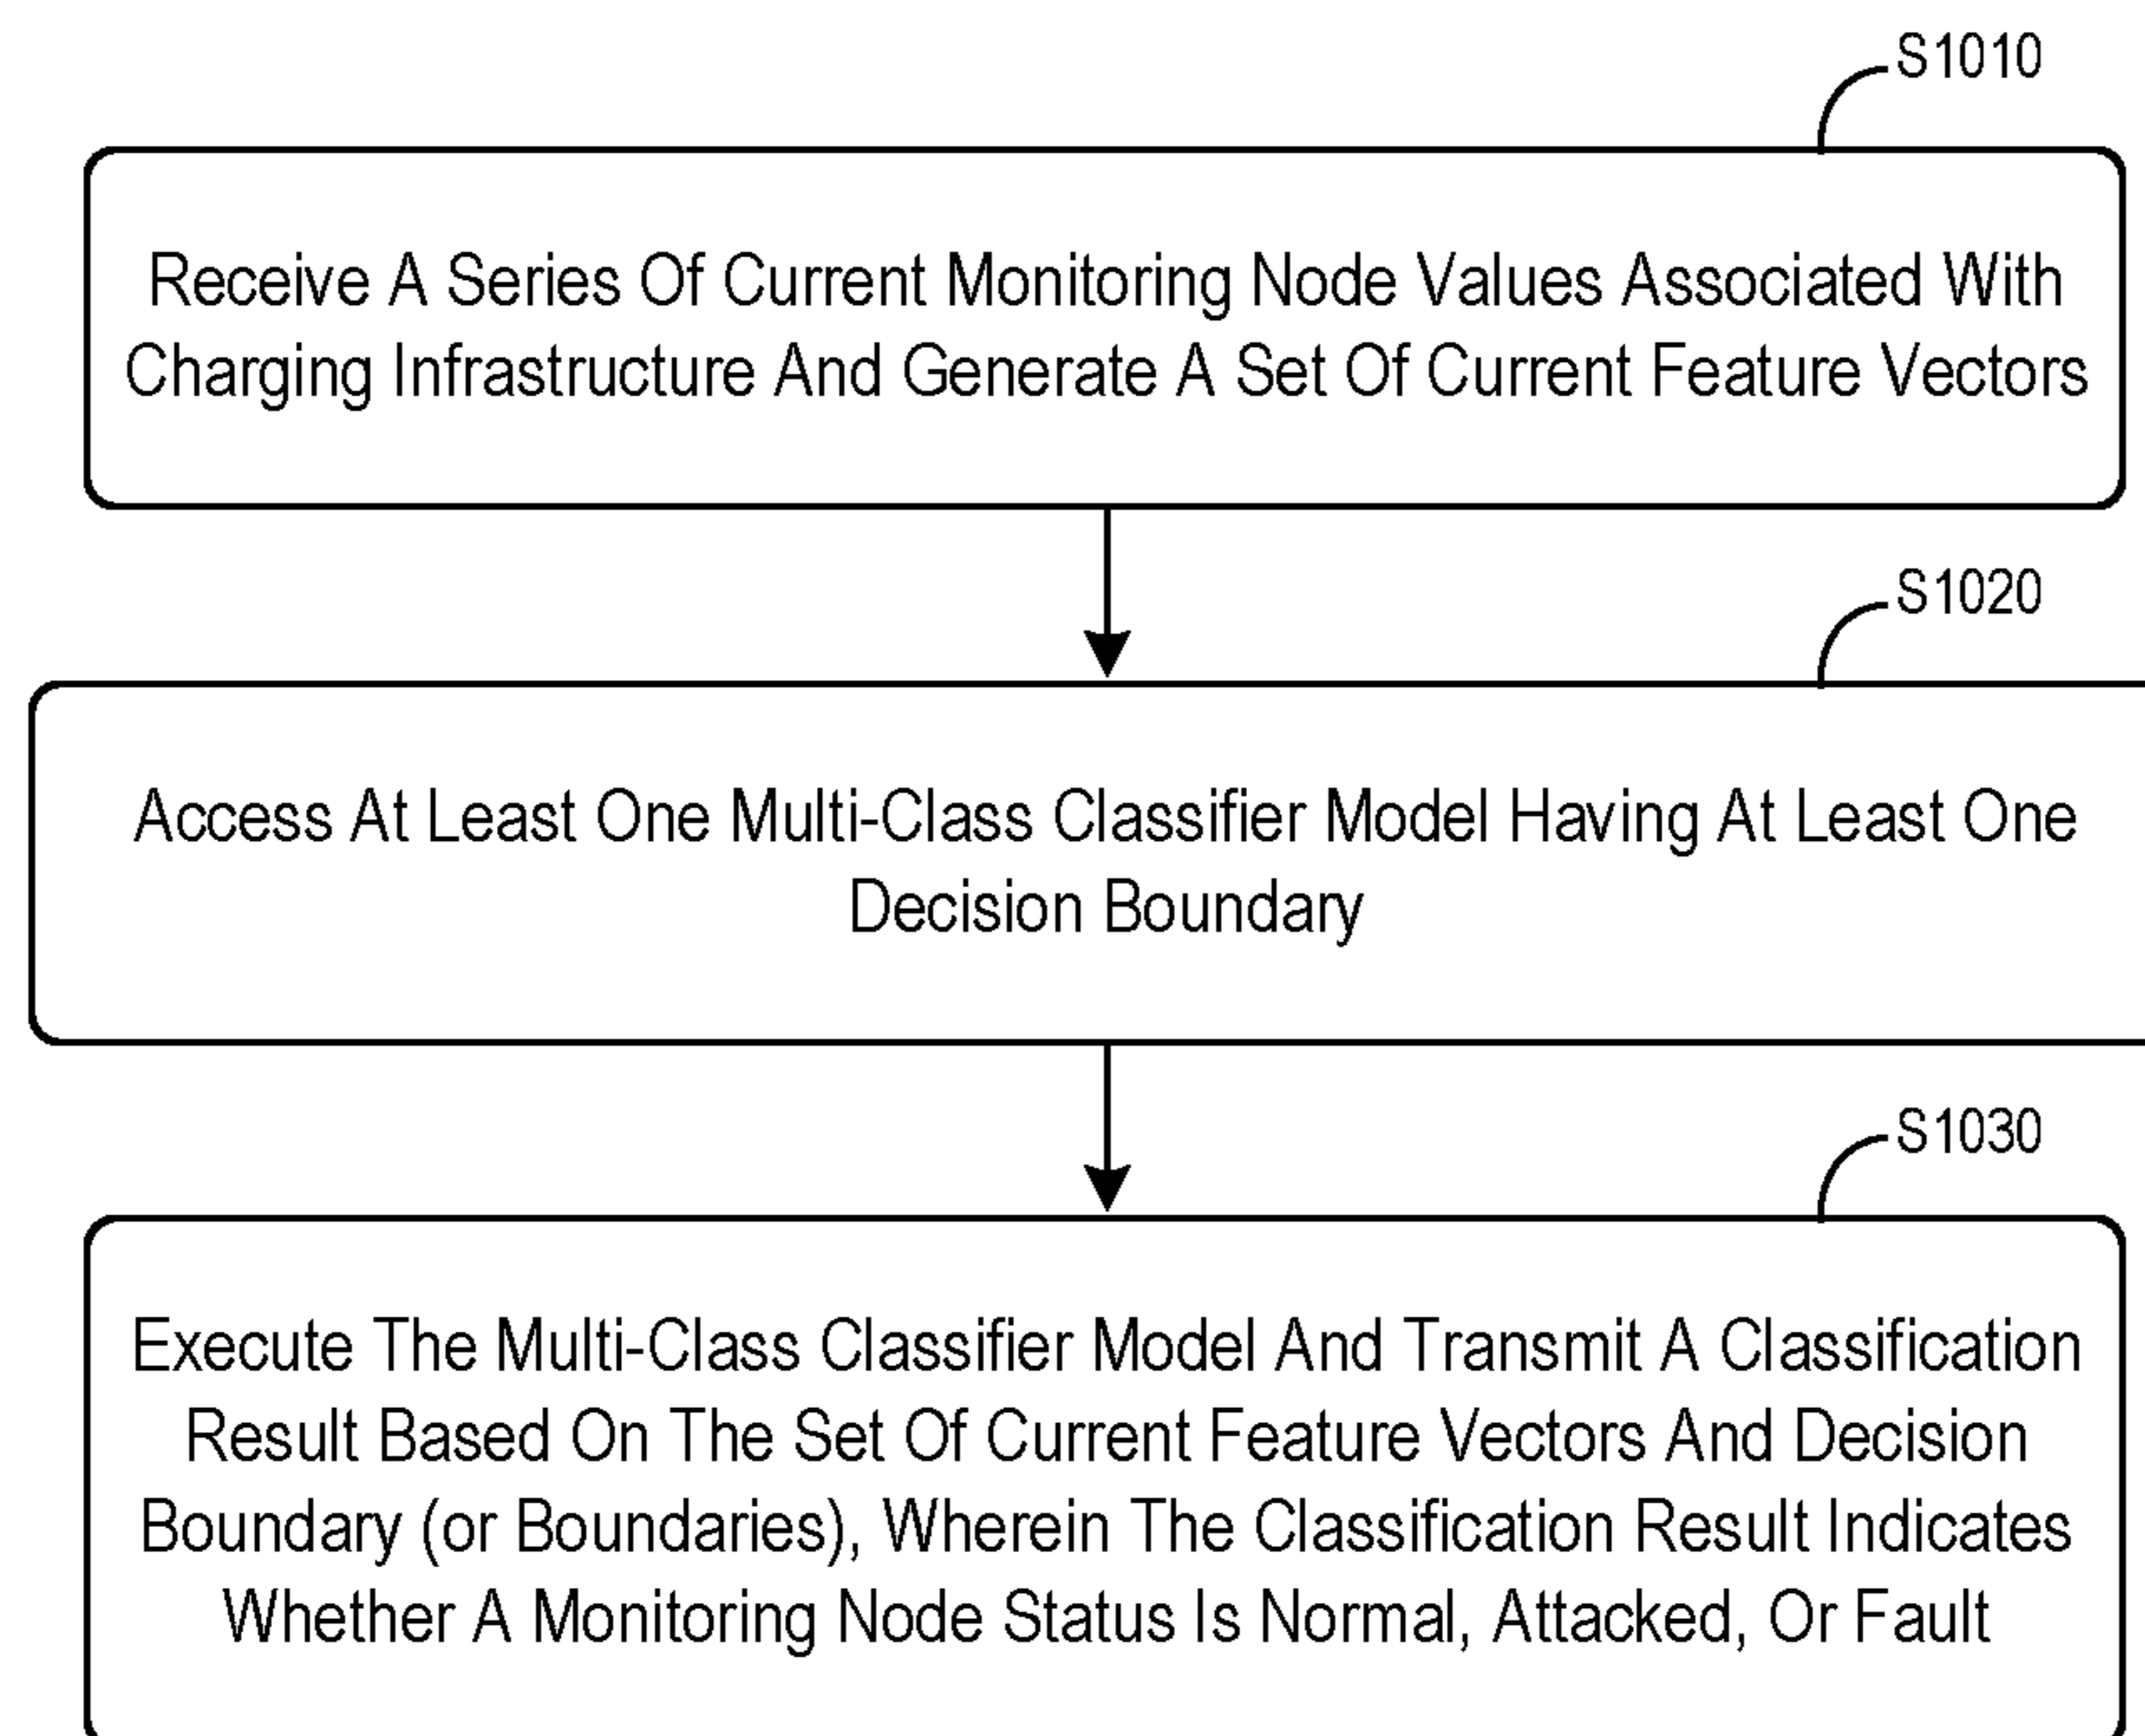 S1010
Receive A Series Of Current Monitoring Node Values Associated With
Charging Infrastructure And Generate A Set Of Current Feature Vectors
S1020
Access At Least One Multi-Class Classifier Model Having At Least One
Decision Boundary
S1030
Execute The Multi-Class Classifier Model And Transmit A Classification
Result Based On The Set Of Current Feature Vectors And Decision
Boundary (or Boundaries), Wherein The Classification Result Indicates
Whether A Monitoring Node Status Is Normal, Attacked, Or Fault